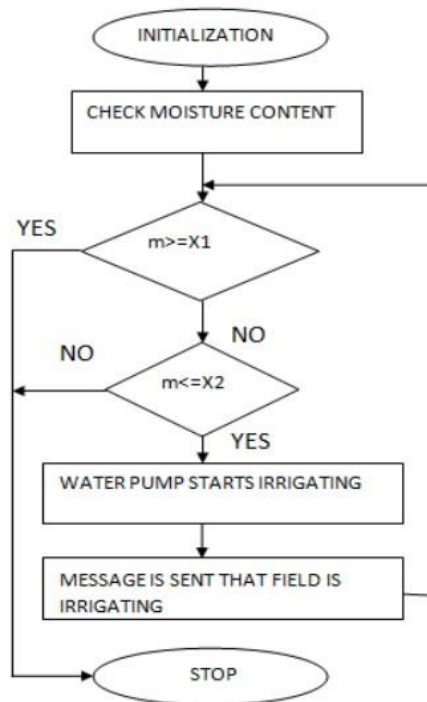 INITIALIZATION
CHECK MOISTURE CONTENT
YES
m>=X1
NO
NO
m<=X2
YES
WATER PUMP STARTS IRRIGATING
MESSAGE IS SENT THAT FIELD IS
IRRIGATING
STOP